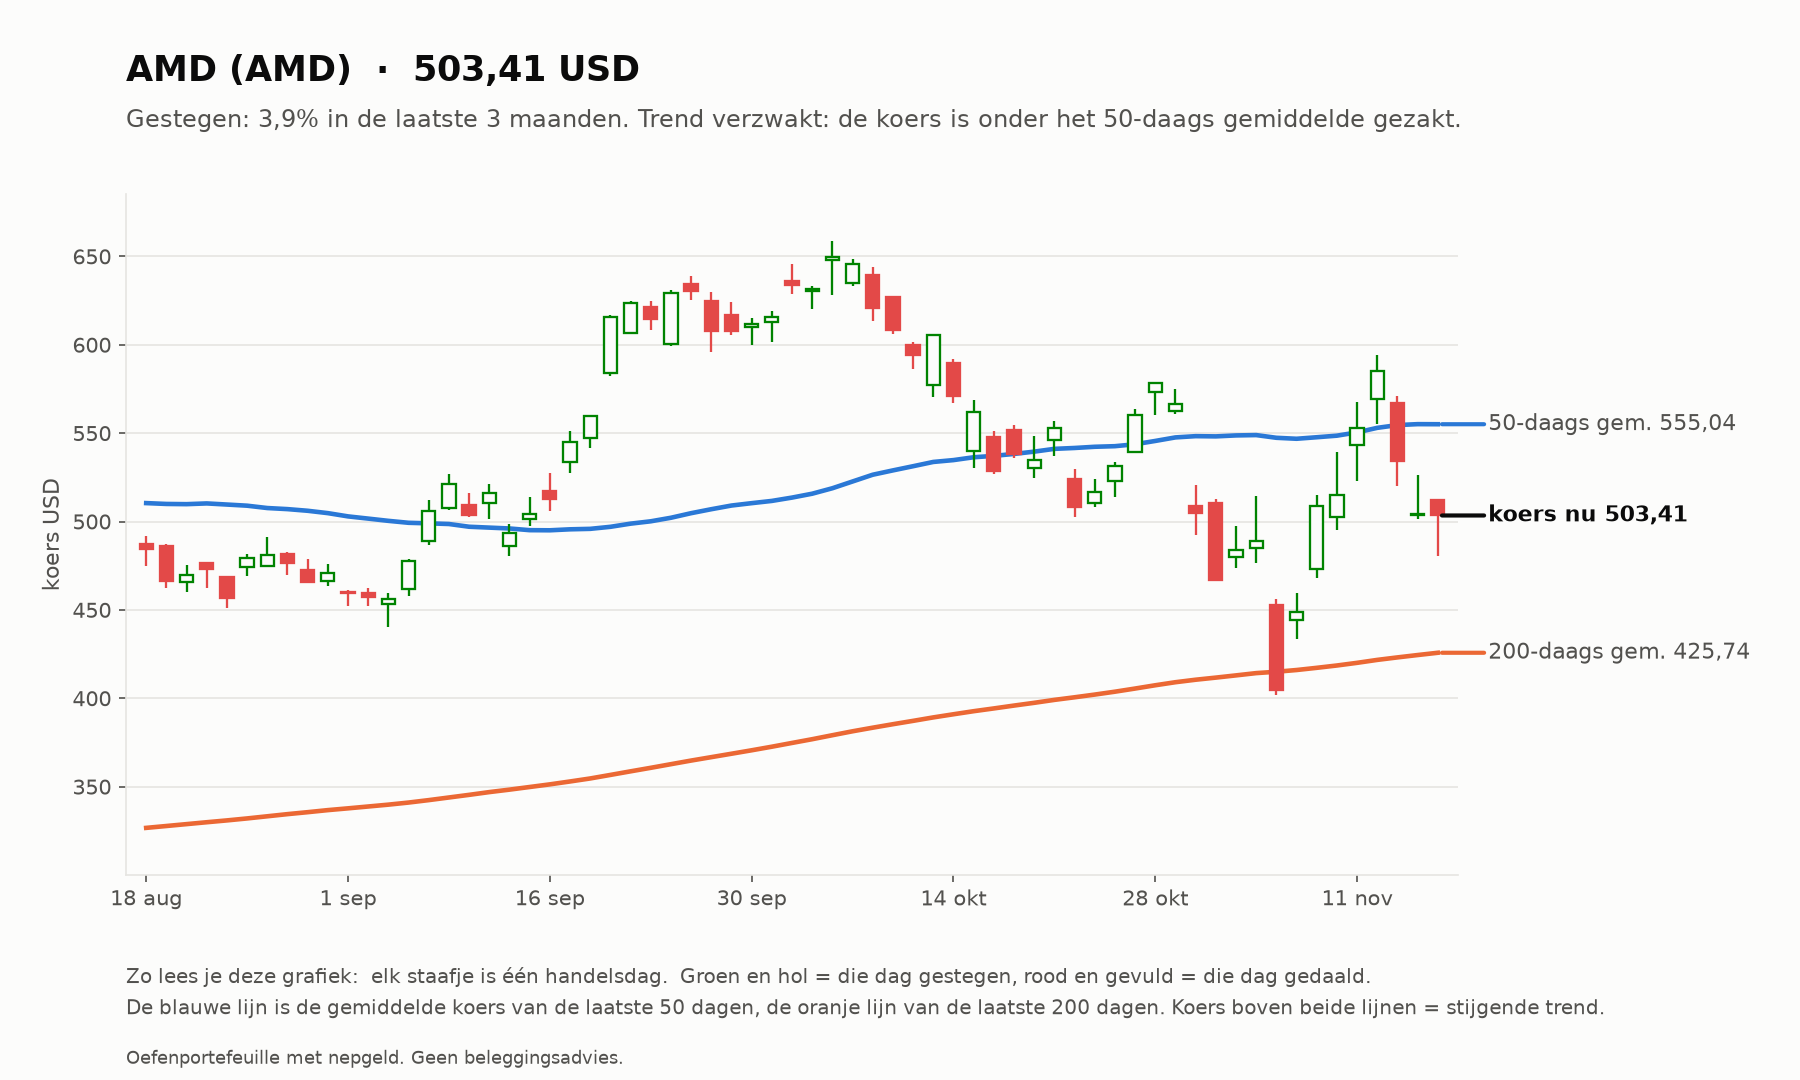 AMD (AMD)  ·  503,41 USD
Gestegen: 3,9% in de laatste 3 maanden. Trend verzwakt: de koers is onder het 50-daags gemiddelde gezakt.
koers USD
650
600
550
500
450
400
350
50-daags gem. 555,04
koers nu 503,41
200-daags gem. 425,74
18 aug
1 sep
16 sep
30 sep
14 okt
28 okt
11 nov
Zo lees je deze grafiek:  elk staafje is één handelsdag.  Groen en hol = die dag gestegen, rood en gevuld = die dag gedaald.
De blauwe lijn is de gemiddelde koers van de laatste 50 dagen, de oranje lijn van de laatste 200 dagen. Koers boven beide lijnen = stijgende trend.
Oefenportefeuille met nepgeld. Geen beleggingsadvies.